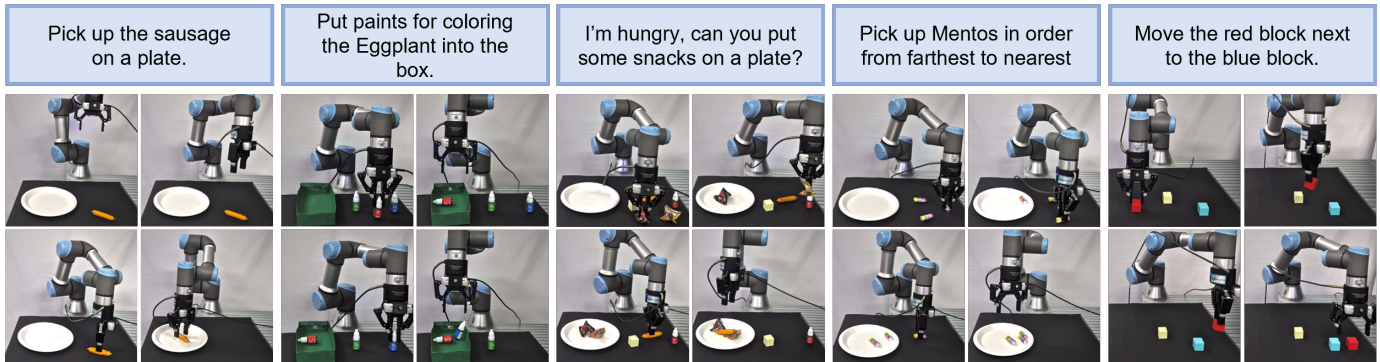 Pick up the sausage
on a plate.
Put paints for coloring
the Eggplant into the
box.
I'm hungry, can you put
some snacks on a plate?
Pick up Mentos in order
from farthest to nearest
Move the red block next
to the blue block.